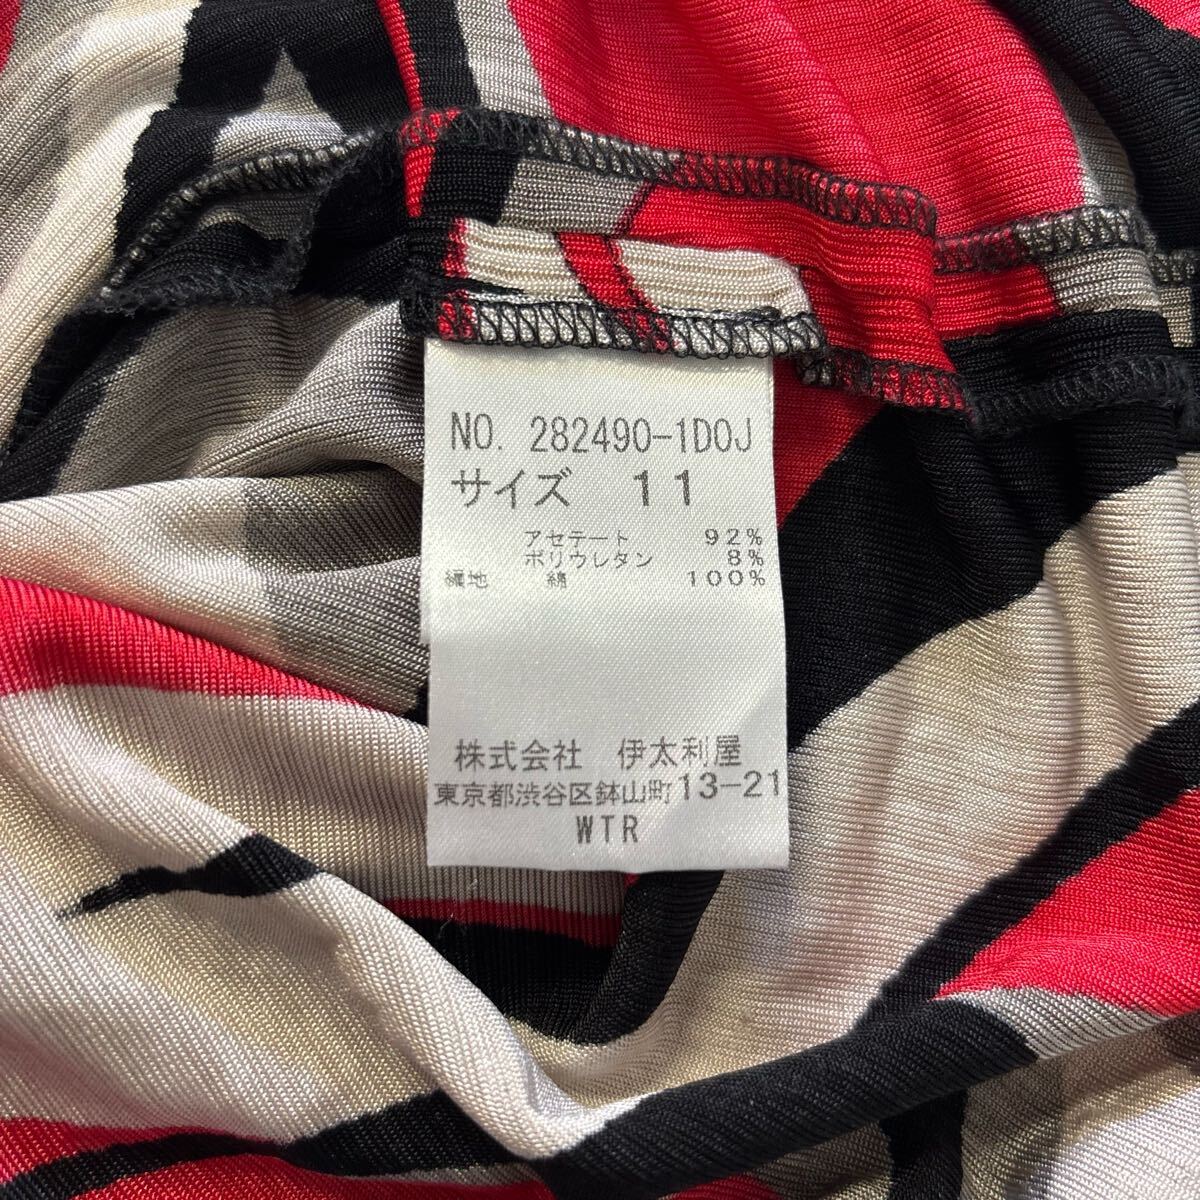 NO. 282490-1D0J
サイズ 11
アセテート 92%
ポリウレタン 8%
編地 綿 100%
株式会社 伊太利屋
東京都渋谷区鉢山町13-21
WTR